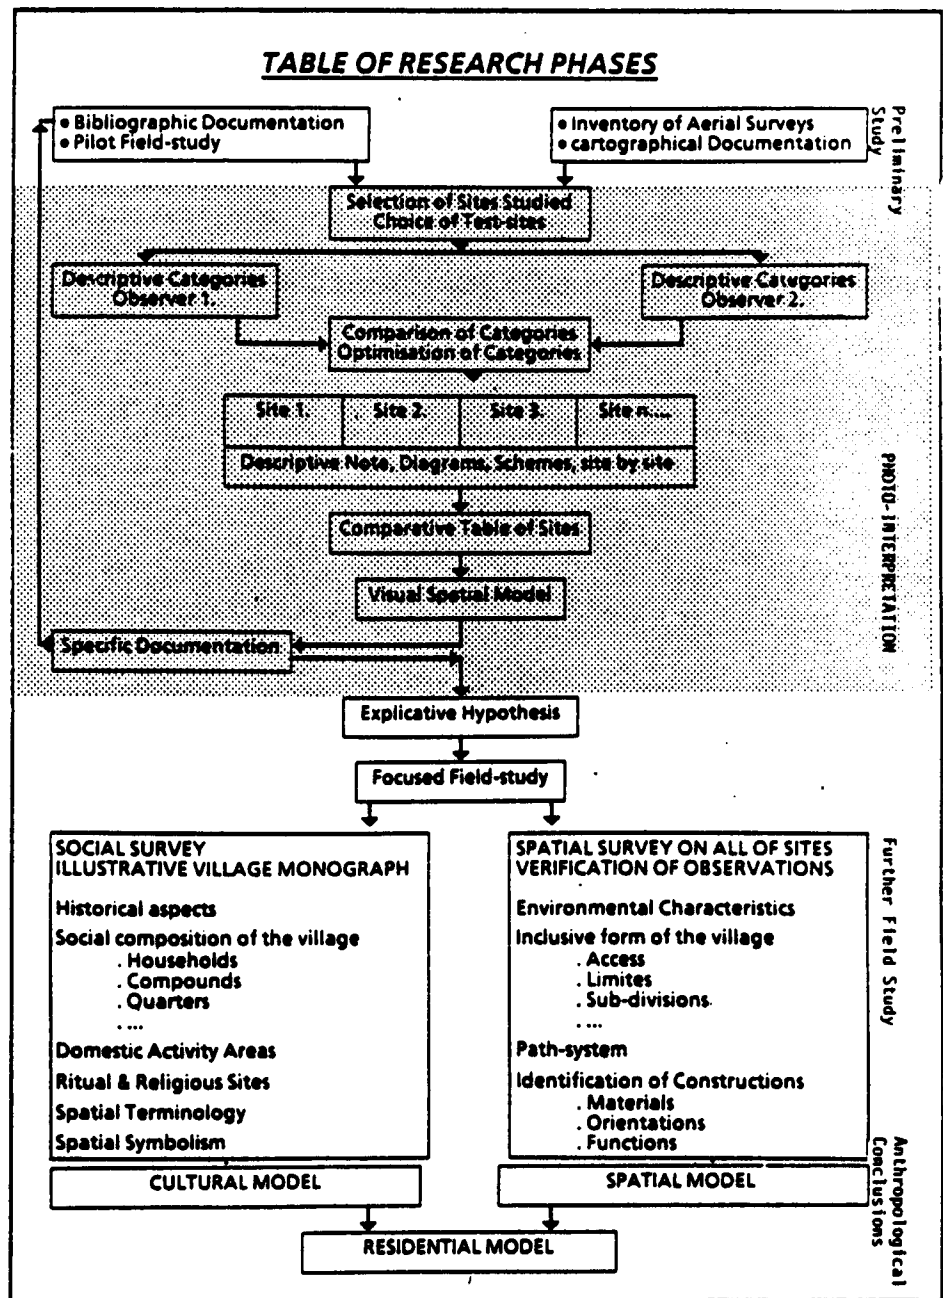 TABLE OF RESEARCH PHASES
• Bibliographic Documentation
• Pilot Field-study
• Inventory of Aerial Surveys
• cartographical Documentation
Preliminary
Study
Selection of Sites Studied
Choice of Test-sites
Descriptive Categories
Observer 1.
Descriptive Categories
Observer 2.
Comparison of Categories
Optimisation of Categories
Site 1.
Site 2.
Site 3.
Site n....
Descriptive Note, Diagrams, Schemes, site by site
Comparative Table of Sites
Visual Spatial Model
Specific Documentation
PHOTO-INTERPRETATION
Explicative Hypothesis
Focused Field-study
SOCIAL SURVEY
ILLUSTRATIVE VILLAGE MONOGRAPH
Historical aspects
Social composition of the village
. Households
. Compounds
. Quarters
. ...
Domestic Activity Areas
Ritual & Religious Sites
Spatial Terminology
Spatial Symbolism
SPATIAL SURVEY ON ALL OF SITES
VERIFICATION OF OBSERVATIONS
Environmental Characteristics
Inclusive form of the village
. Access
. Limites
. Sub-divisions
. ...
Path-system
Identification of Constructions
. Materials
. Orientations
. Functions
Further Field Study
CULTURAL MODEL
SPATIAL MODEL
RESIDENTIAL MODEL
Anthropological
Conclusions